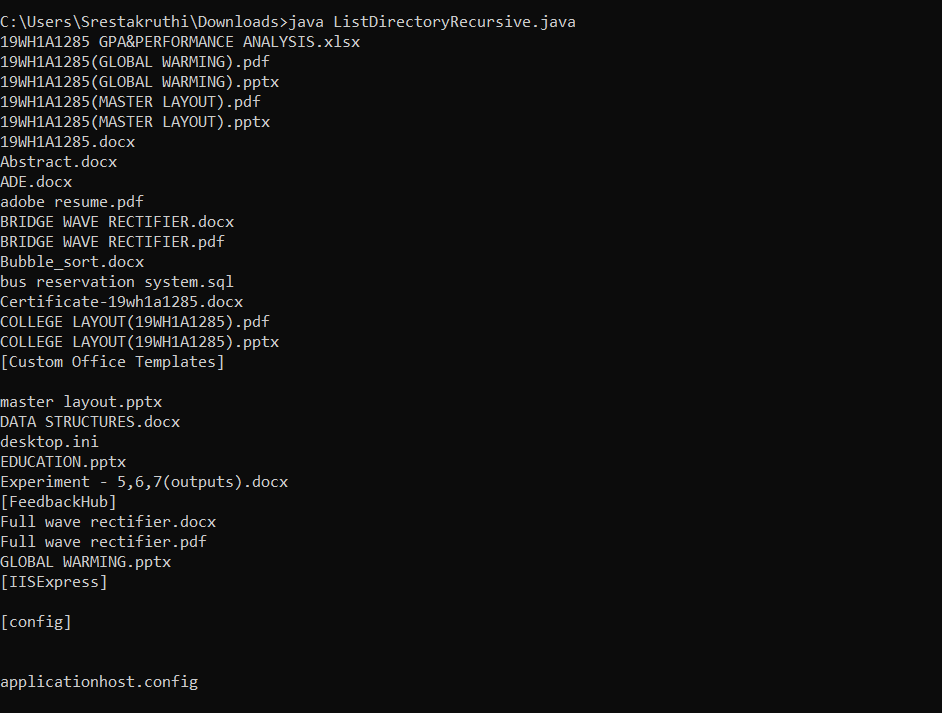 C:\Users\Srestakruthi\Downloads>java ListDirectoryRecursive.java
19WH1A1285 GPA&PERFORMANCE ANALYSIS.xlsx
19WH1A1285(GLOBAL WARMING).pdf
19WH1A1285(GLOBAL WARMING).pptx
19WH1A1285(MASTER LAYOUT).pdf
19WH1A1285(MASTER LAYOUT).pptx
19WH1A1285.docx
Abstract.docx
ADE.docx
adobe resume.pdf
BRIDGE WAVE RECTIFIER.docx
BRIDGE WAVE RECTIFIER.pdf
Bubble_sort.docx
bus reservation system.sql
Certificate-19wh1a1285.docx
COLLEGE LAYOUT(19WH1A1285).pdf
COLLEGE LAYOUT(19WH1A1285).pptx
[Custom Office Templates]
master layout.pptx
DATA STRUCTURES.docx
desktop.ini
EDUCATION.pptx
Experiment - 5,6,7(outputs).docx
[FeedbackHub]
Full wave rectifier.docx
Full wave rectifier.pdf
GLOBAL WARMING.pptx
[IISExpress]
[config]
applicationhost.config